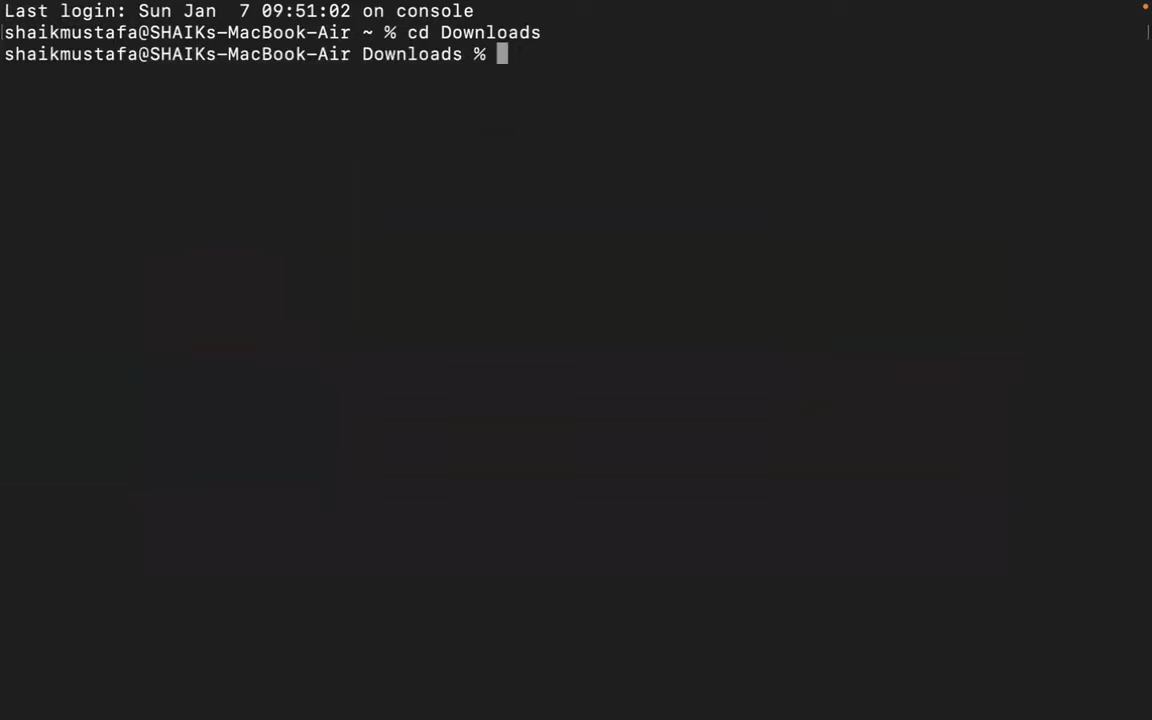 Last login: Sun Jan  7 09:51:02 on console
shaikmustafa@SHAIKs-MacBook-Air ~ % cd Downloads
shaikmustafa@SHAIKs-MacBook-Air Downloads %